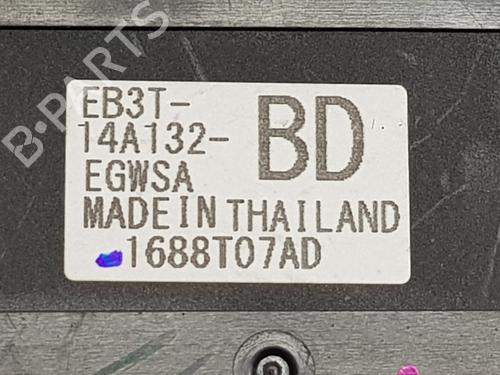 B-PARTS
EB3T-
14A132-
BD
EGWSA
MADE IN THAILAND
1688T07AD